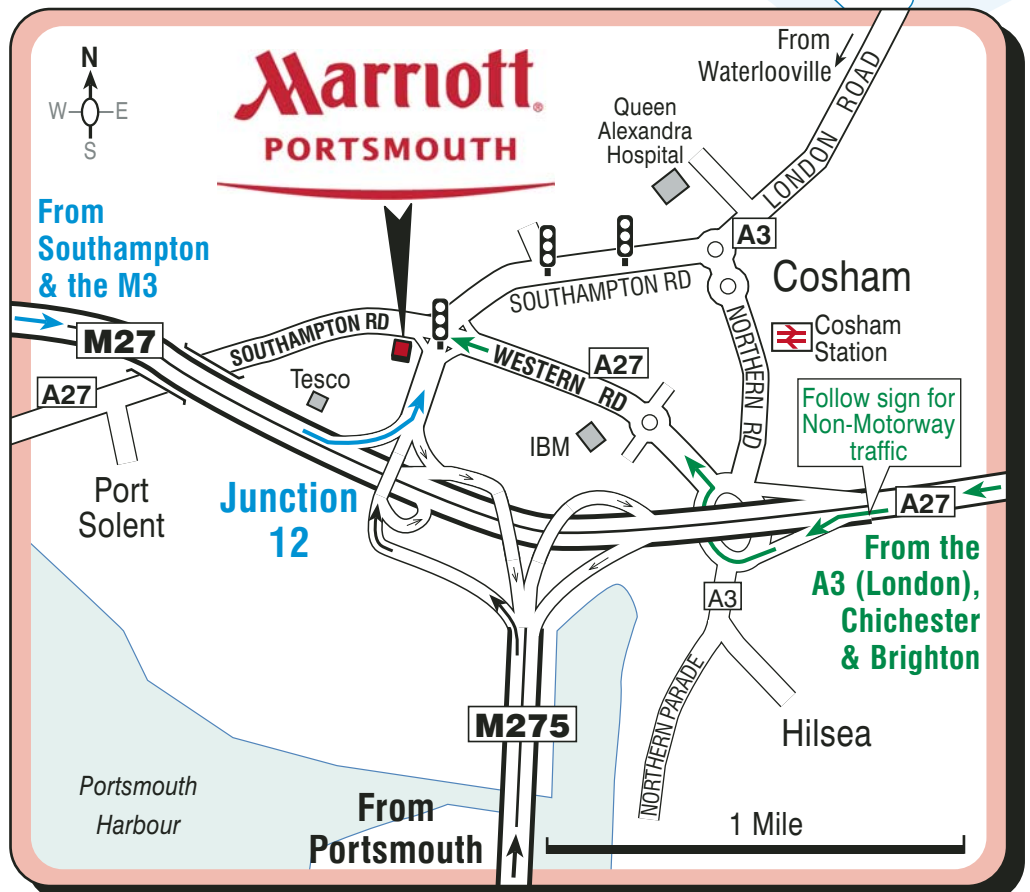 N
W
E
S
Marriott®
PORTSMOUTH
From
Waterlooville
LONDON ROAD
Queen
Alexandra
Hospital
From
Southampton
& the M3
A3
Cosham
SOUTHAMPTON RD
M27
SOUTHAMPTON RD
WESTERN RD
A27
NORTHERN RD
Cosham
Station
A27
Tesco
IBM
Follow sign for
Non-Motorway
traffic
Port
Solent
Junction
12
A27
From the
A3 (London),
Chichester
& Brighton
A3
NORTHERN PARADE
Hilsea
M275
Portsmouth
Harbour
From
Portsmouth
1 Mile